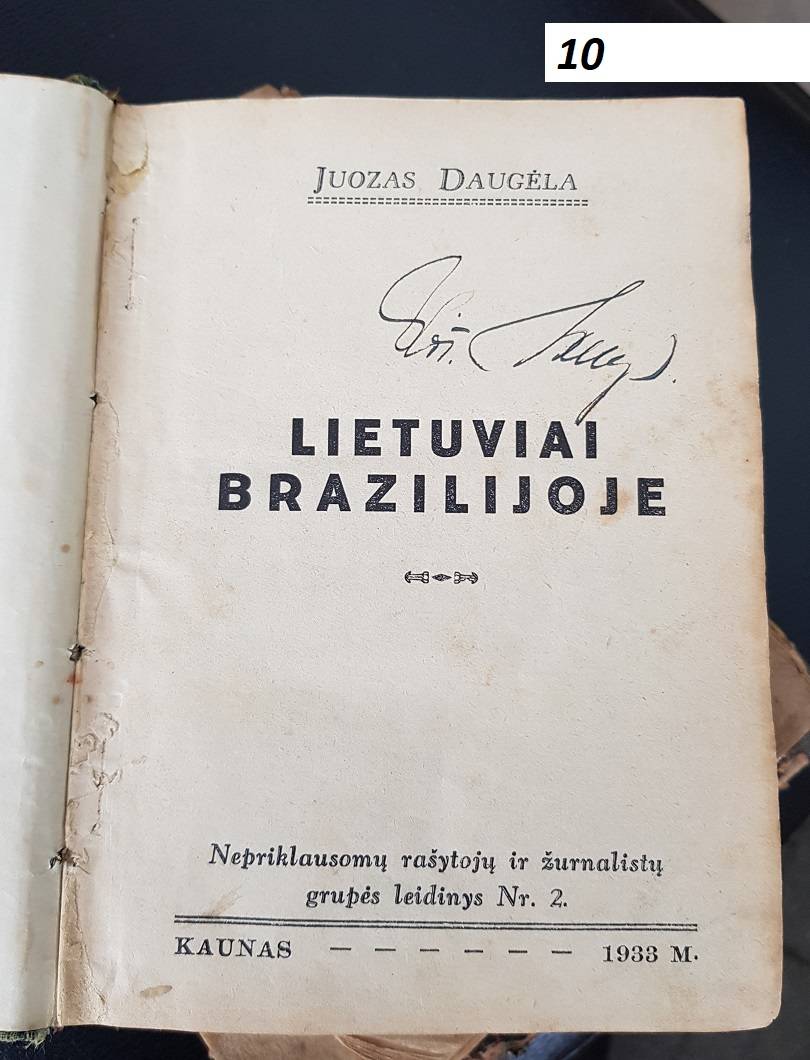 10
JUOZAS DAUGĖLA
LIETUVIAI
BRAZILIJOJE
Nepriklausomų rašytojų ir žurnalistų
grupės leidinys Nr. 2.
KAUNAS — — — — — — 1933 M.